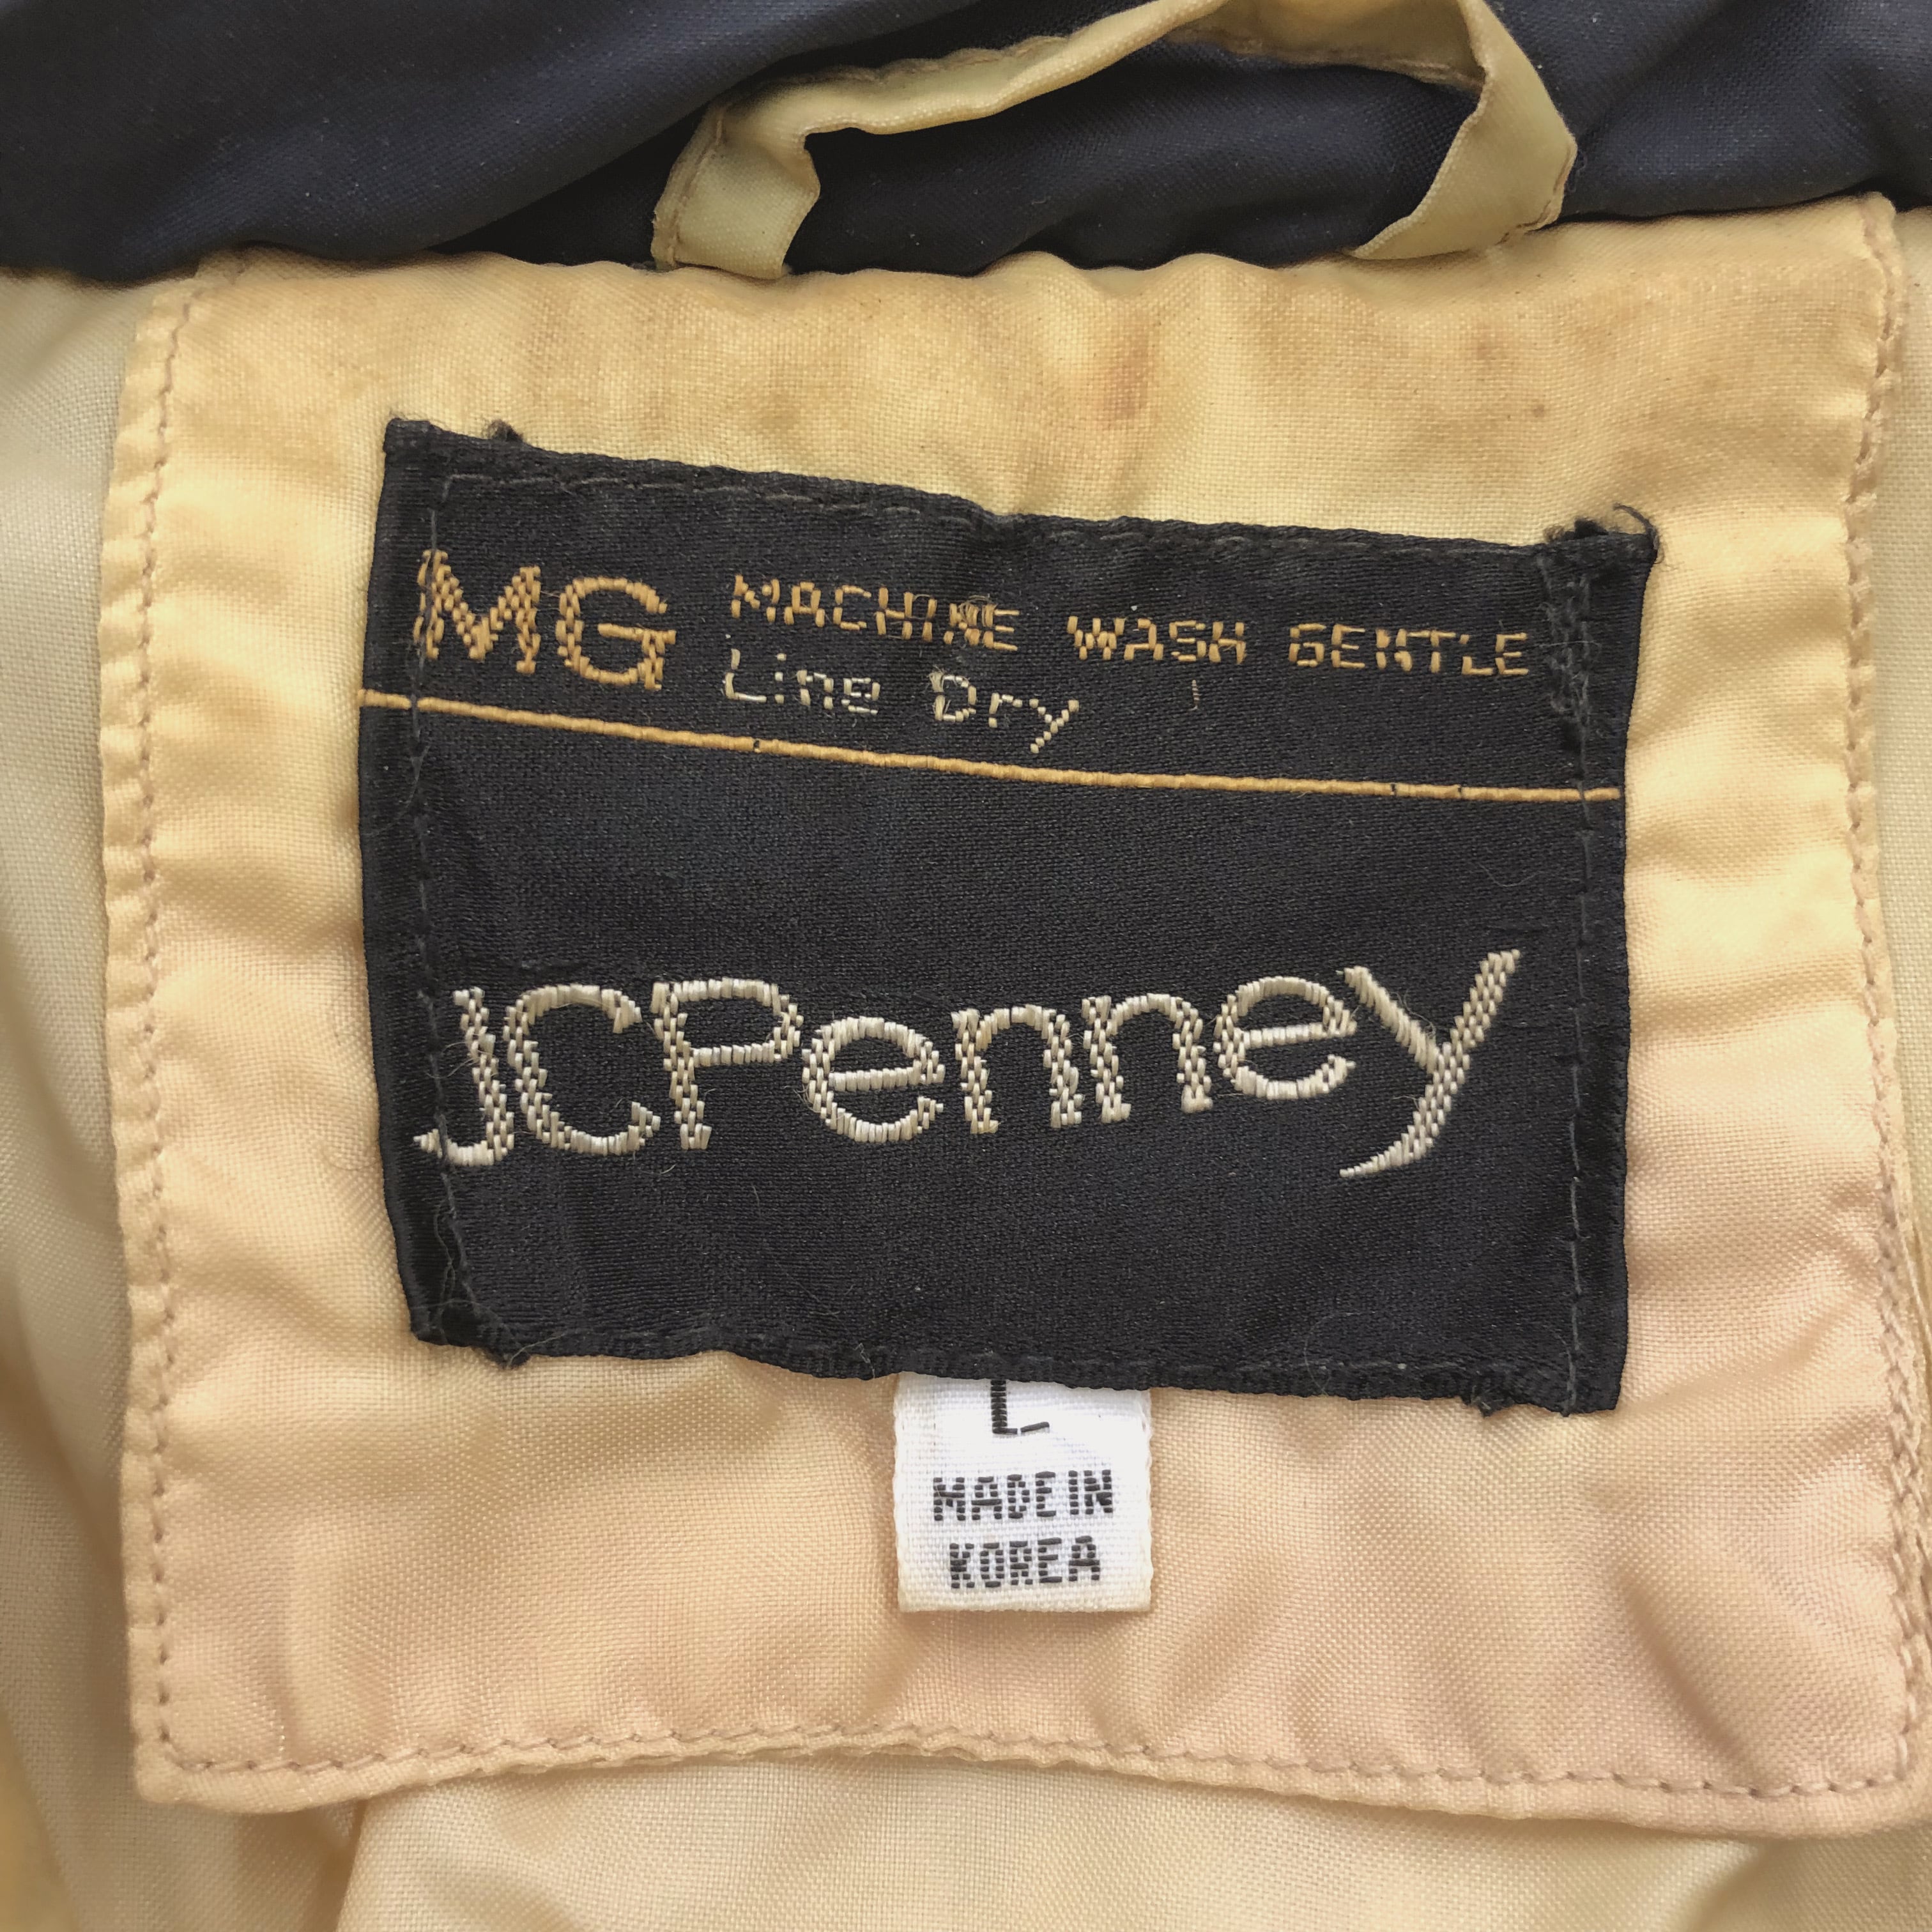 MG MACHINE WASH GENTLE
Line Dry
JCPenney
L
MADE IN
KOREA